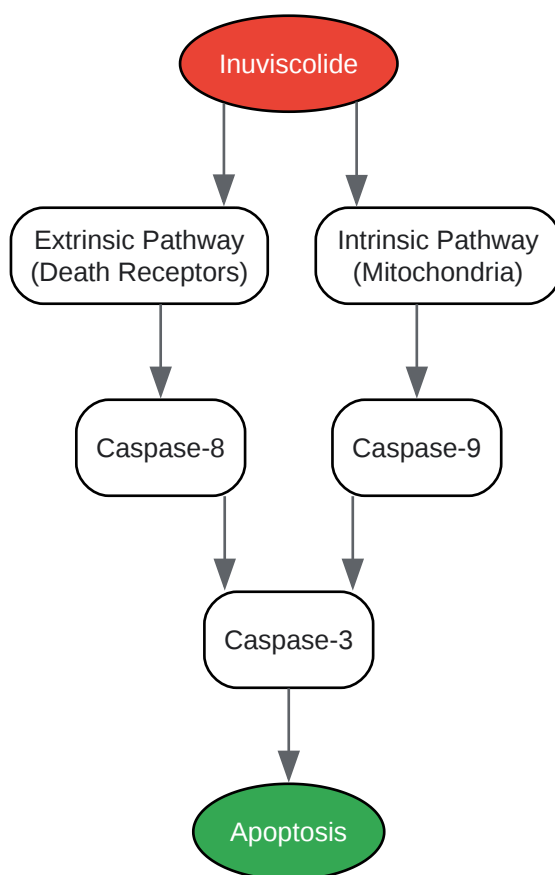 Inuviscolide
Extrinsic Pathway
(Death Receptors)
Intrinsic Pathway
(Mitochondria)
Caspase-8
Caspase-9
Caspase-3
Apoptosis